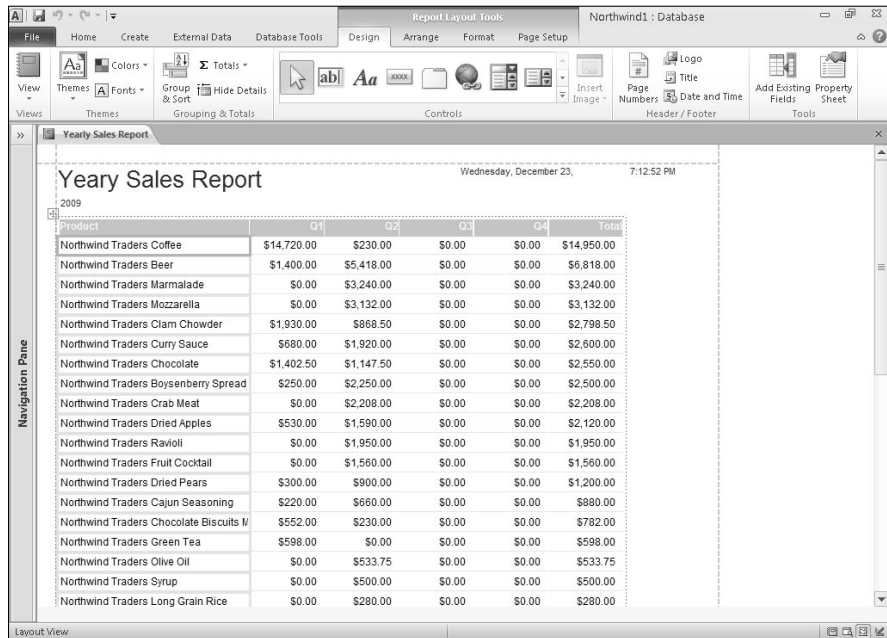 Report Layout Tools
Northwind1 : Database
File Home Create External Data Database Tools Design Arrange Format Page Setup
View
Views
Aa
Themes
Colors
A Fonts
Themes
Group & Sort
Σ Totals
Hide Details
Grouping & Totals
ab
Aa
XXXX
Controls
Insert Image
#
Page Numbers
Logo
Title
Date and Time
Header / Footer
Add Existing Fields
Property Sheet
Tools
Yearly Sales Report
Navigation Pane
Yeary Sales Report
Wednesday, December 23, 7:12:52 PM
2009
Product Q1 Q2 Q3 Q4 Total
Northwind Traders Coffee $14,720.00 $230.00 $0.00 $0.00 $14,950.00
Northwind Traders Beer $1,400.00 $5,418.00 $0.00 $0.00 $6,818.00
Northwind Traders Marmalade $0.00 $3,240.00 $0.00 $0.00 $3,240.00
Northwind Traders Mozzarella $0.00 $3,132.00 $0.00 $0.00 $3,132.00
Northwind Traders Clam Chowder $1,930.00 $868.50 $0.00 $0.00 $2,798.50
Northwind Traders Curry Sauce $680.00 $1,920.00 $0.00 $0.00 $2,600.00
Northwind Traders Chocolate $1,402.50 $1,147.50 $0.00 $0.00 $2,550.00
Northwind Traders Boysenberry Spread $250.00 $2,250.00 $0.00 $0.00 $2,500.00
Northwind Traders Crab Meat $0.00 $2,208.00 $0.00 $0.00 $2,208.00
Northwind Traders Dried Apples $530.00 $1,590.00 $0.00 $0.00 $2,120.00
Northwind Traders Ravioli $0.00 $1,950.00 $0.00 $0.00 $1,950.00
Northwind Traders Fruit Cocktail $0.00 $1,560.00 $0.00 $0.00 $1,560.00
Northwind Traders Dried Pears $300.00 $900.00 $0.00 $0.00 $1,200.00
Northwind Traders Cajun Seasoning $220.00 $660.00 $0.00 $0.00 $880.00
Northwind Traders Chocolate Biscuits $552.00 $230.00 $0.00 $0.00 $782.00
Northwind Traders Green Tea $598.00 $0.00 $0.00 $0.00 $598.00
Northwind Traders Olive Oil $0.00 $533.75 $0.00 $0.00 $533.75
Northwind Traders Syrup $0.00 $500.00 $0.00 $0.00 $500.00
Northwind Traders Long Grain Rice $0.00 $280.00 $0.00 $0.00 $280.00
Layout View